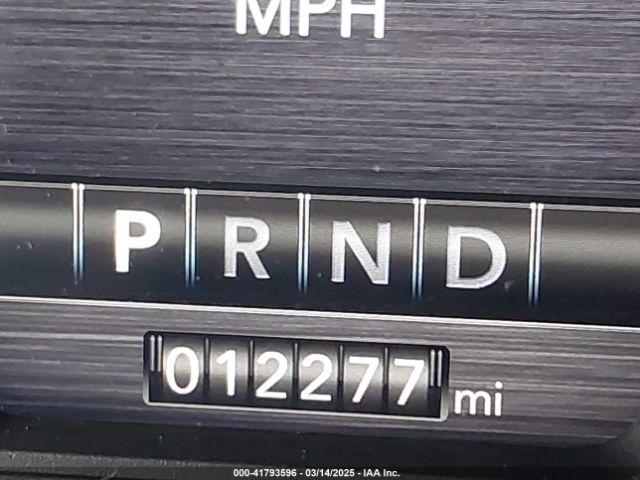 MPH
P R N D
012277 mi
000-41793596 - 03/14/2025 - IAA Inc.